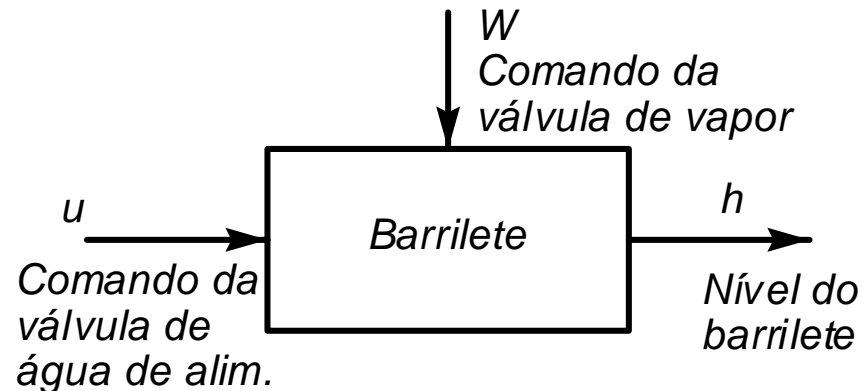 W
Comando da
válvula de vapor
u
Barrilete
h
Comando da
válvula de
água de alim.
Nível do
barrilete